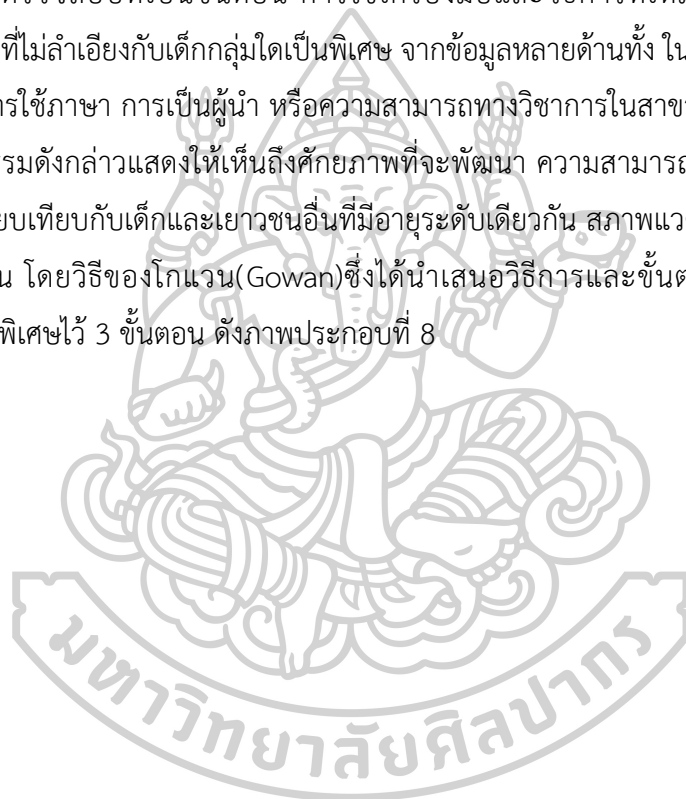 ที่ไม่ลำเอียงกับเด็กกลุ่มใดเป็นพิเศษ จากข้อมูลหลายด้านทั้ง ใน
ารใช้ภาษา การเป็นผู้นำ หรือความสามารถทางวิชาการในสาข
รรมดังกล่าวแสดงให้เห็นถึงศักยภาพที่จะพัฒนา ความสามารถ
ยบเทียบกับเด็กและเยาวชนอื่นที่มีอายุระดับเดียวกัน สภาพแว
น โดยวิธีของโกแวน(Gowan)ซึ่งได้นำเสนอวิธีการและขั้นต
พิเศษไว้ 3 ขั้นตอน ดังภาพประกอบที่ 8
มหาวิทยาลัยศิลปากร